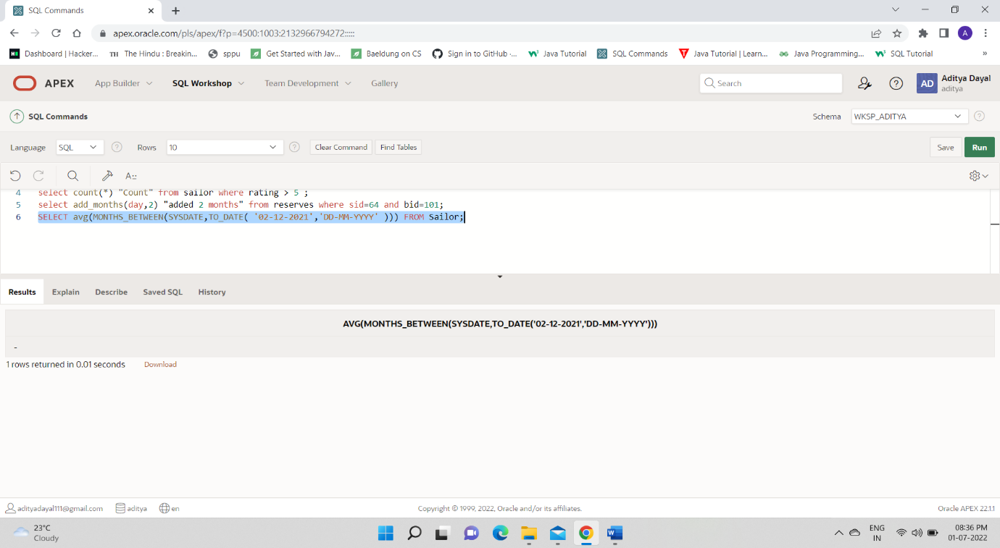 SQL Commands
apex.oracle.com/pls/apex/f?p=4500:1003:2132966794272:::::
A
Dashboard | Hacker... TH The Hindu : Breakin... sppu Get Started with Jav... Baeldung on CS Sign in to GitHub ·... Java Tutorial SQL Commands Java Tutorial | Learn... Java Programming... SQL Tutorial »
APEX App Builder SQL Workshop Team Development Gallery Search ? AD Aditya Dayal
aditya
SQL Commands Schema WKSP_ADITYA ?
Language SQL ? Rows 10 ? Clear Command Find Tables Save Run
4 select count(*) "Count" from sailor where rating > 5 ;
5 select add_months(day,2) "added 2 months" from reserves where sid=64 and bid=101;
6 SELECT avg(MONTHS_BETWEEN(SYSDATE,TO_DATE( '02-12-2021','DD-MM-YYYY' ))) FROM Sailor;
Results Explain Describe Saved SQL History
AVG(MONTHS_BETWEEN(SYSDATE,TO_DATE('02-12-2021','DD-MM-YYYY')))
-
1 rows returned in 0.01 seconds Download
adityadayal111@gmail.com aditya en Copyright © 1999, 2022, Oracle and/or its affiliates. Oracle APEX 22.1.1
23°C
Cloudy
ENG
IN
08:36 PM
01-07-2022